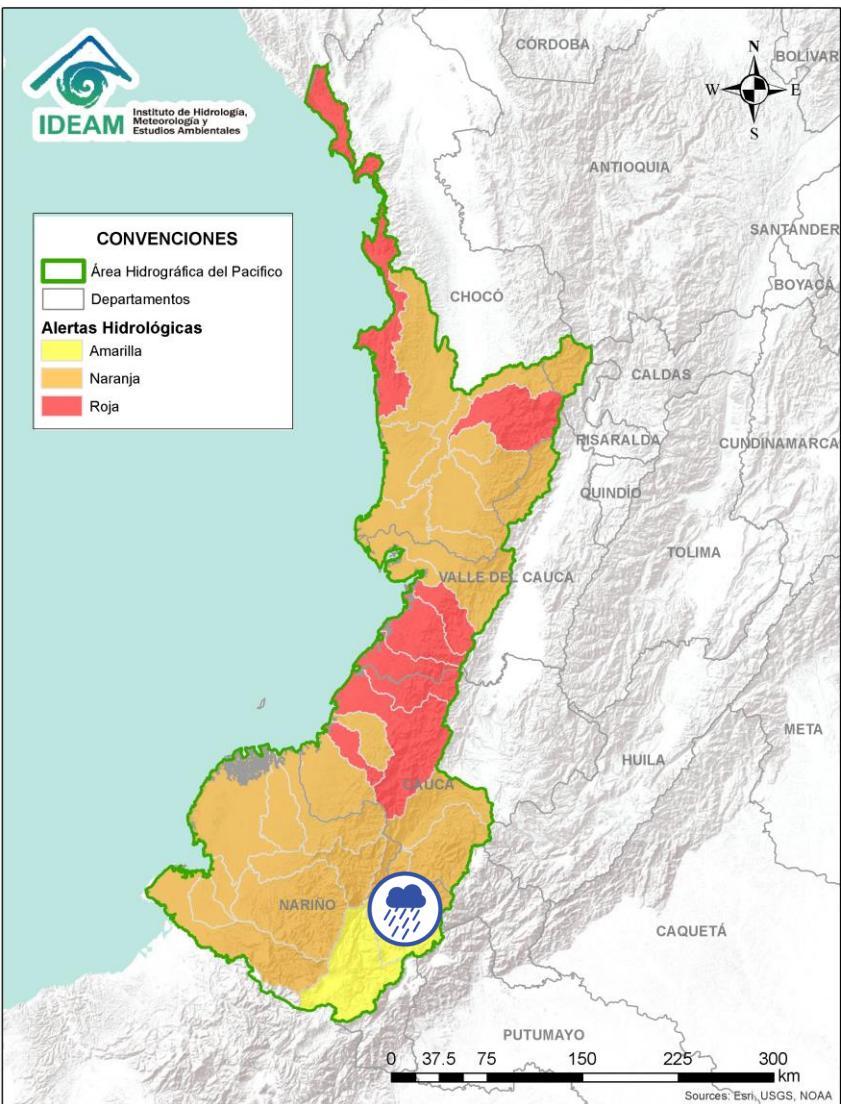 IDEAM
Instituto de Hidrología,
Meteorología y
Estudios Ambientales
CÓRDOBA
BOLÍVAR
N
W
E
S
ANTIOQUIA
SANTANDER
BOYACÁ
CONVENCIONES
Área Hidrográfica del Pacifico
Departamentos
Alertas Hidrológicas
Amarilla
Naranja
Roja
CHOCÓ
CALDAS
RISARALDA
CUNDINAMARCA
QUINDÍO
TOLIMA
VALLE DEL CAUCA
META
HUILA
CAUCA
NARIÑO
CAQUETÁ
PUTUMAYO
0 37.5 75 150 225 300
km
Sources: Esri, USGS, NOAA